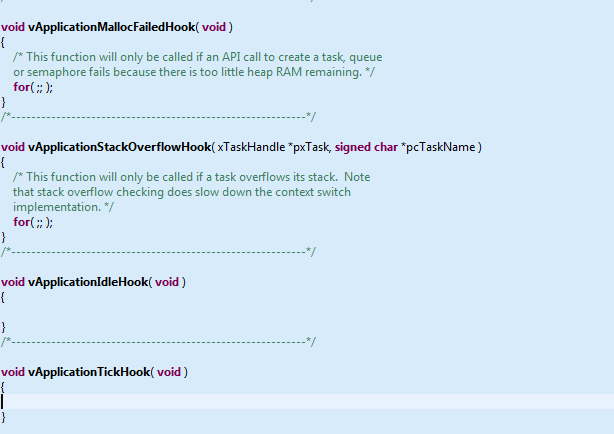 void vApplicationMallocFailedHook( void )
{
/* This function will only be called if an API call to create a task, queue
or semaphore fails because there is too little heap RAM remaining. */
for( ;; );
}
/*-----------------------------------------------------------*/
void vApplicationStackOverflowHook( xTaskHandle *pxTask, signed char *pcTaskName )
{
/* This function will only be called if a task overflows its stack.  Note
that stack overflow checking does slow down the context switch
implementation. */
for( ;; );
}
/*-----------------------------------------------------------*/
void vApplicationIdleHook( void )
{
}
/*-----------------------------------------------------------*/
void vApplicationTickHook( void )
{
}